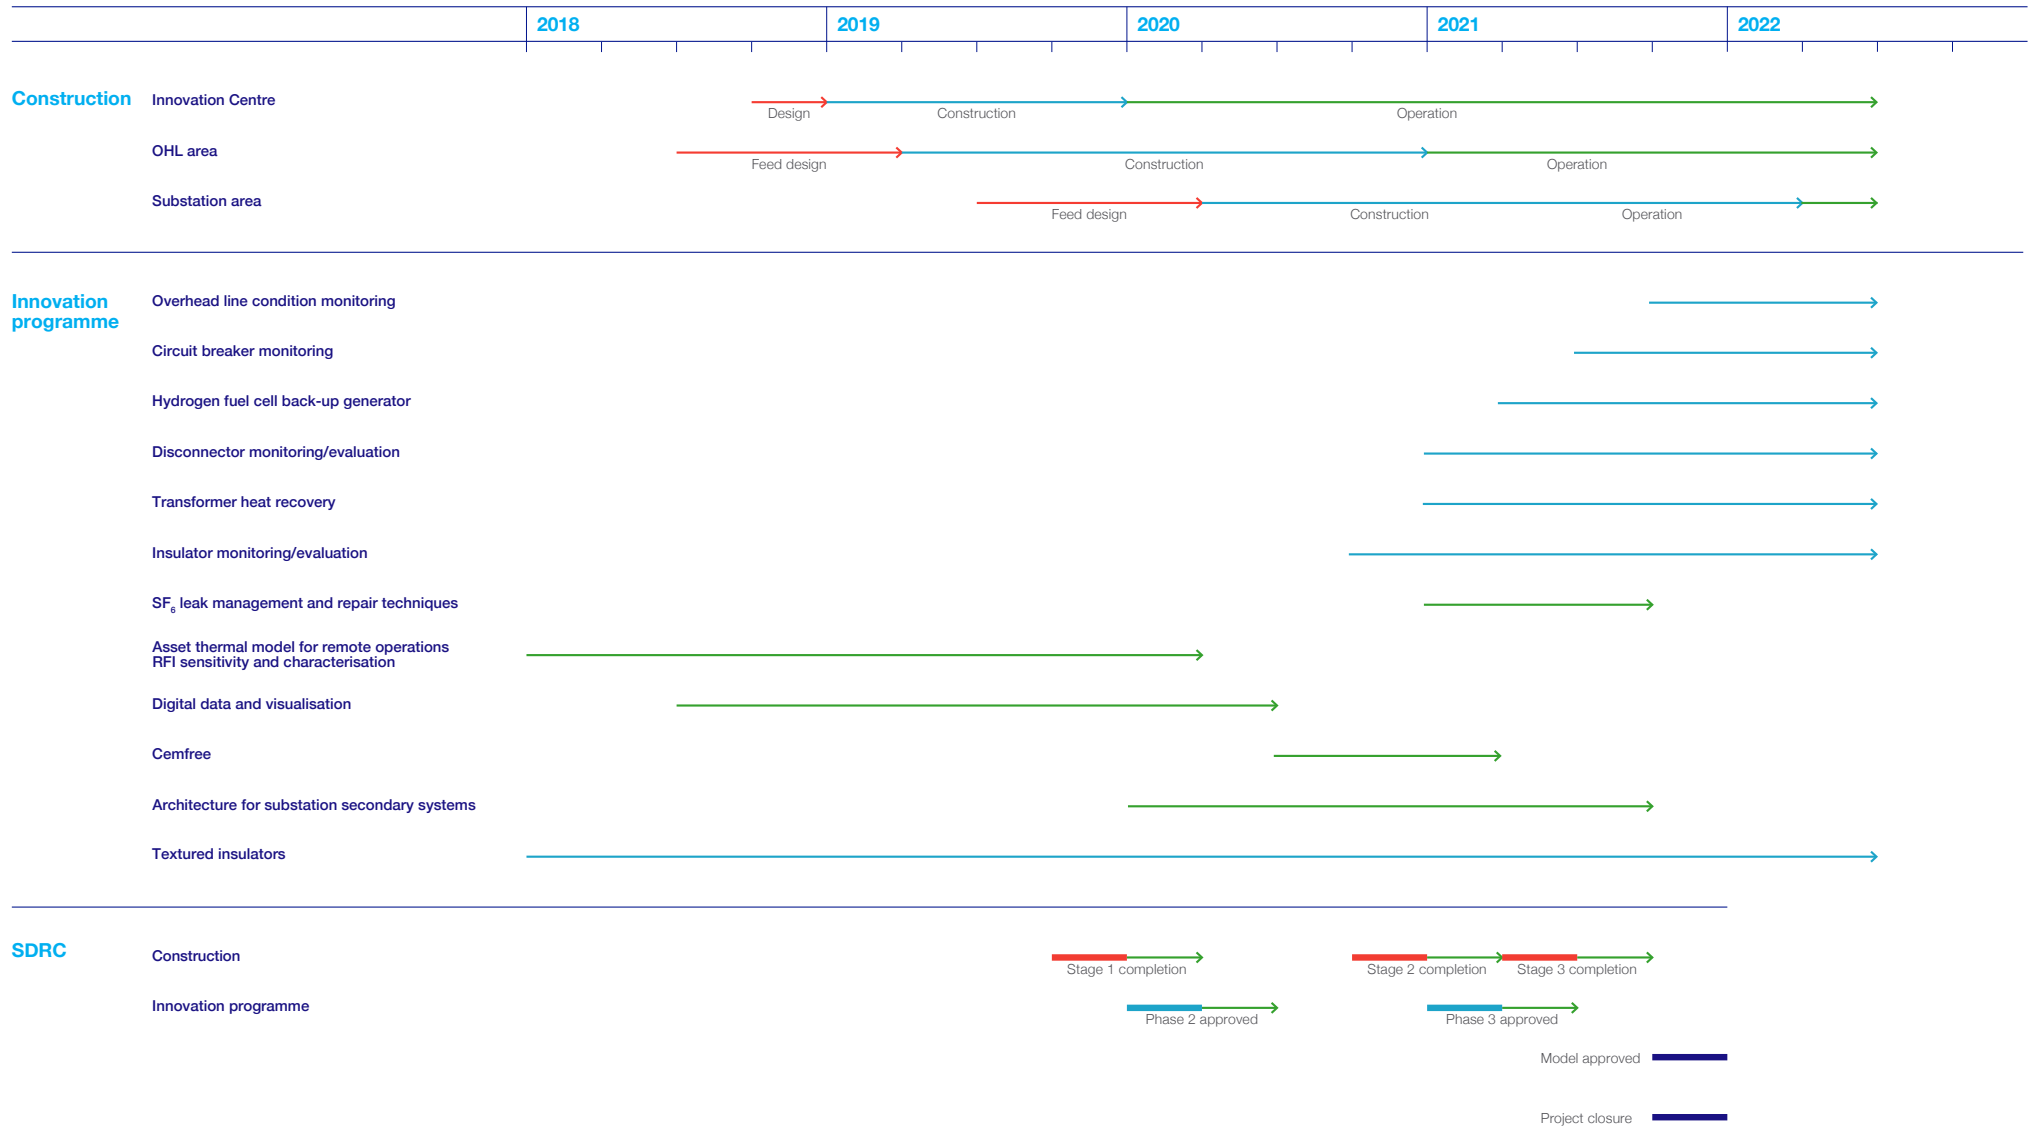 2018 2019 2020 2021 2022
Construction Innovation Centre
Design Construction Operation
OHL area
Feed design Construction Operation
Substation area
Feed design Construction Operation
Innovation
programme
Overhead line condition monitoring
Circuit breaker monitoring
Hydrogen fuel cell back-up generator
Disconnector monitoring/evaluation
Transformer heat recovery
Insulator monitoring/evaluation
SF₆ leak management and repair techniques
Asset thermal model for remote operations
RFI sensitivity and characterisation
Digital data and visualisation
Cemfree
Architecture for substation secondary systems
Textured insulators
SDRC Construction
Stage 1 completion Stage 2 completion Stage 3 completion
Innovation programme
Phase 2 approved Phase 3 approved
Model approved
Project closure